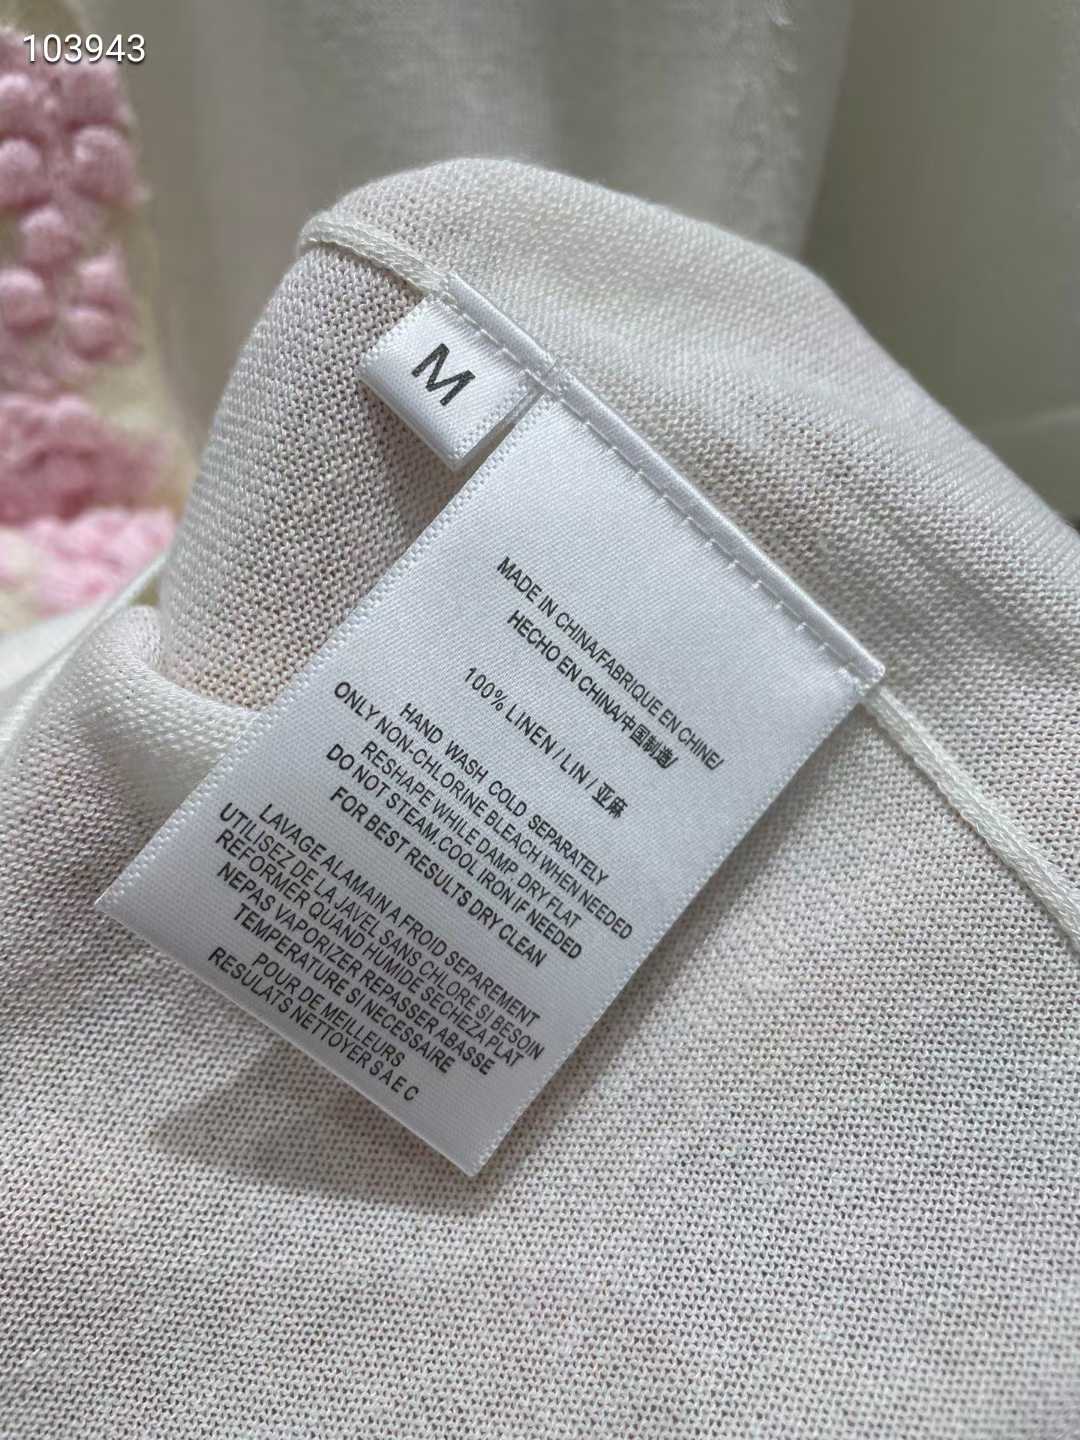 103943
M
MADE IN CHINA/FABRIQUE EN CHINE/
HECHO EN CHINA/中国制造/
100% LINEN / LIN / 亚麻
HAND WASH COLD SEPARATELY
ONLY NON-CHLORINE BLEACH WHEN NEEDED
RESHAPE WHILE DAMP DRY FLAT
DO NOT STEAM.COOL IRON IF NEEDED
FOR BEST RESULTS DRY CLEAN
LAVAGE ALAMAIN A FROID SEPAREMENT
UTILISEZ DE LA JAVEL SANS CHLORE SI BESOIN
REFORMER QUAND HUMIDE SECHEZA PLAT
NEPAS VAPORIZER REPASSER ABASSE
TEMPERATURE SI NECESSAIRE
POUR DE MEILLEURS
RESULATS NETTOYER S A E C